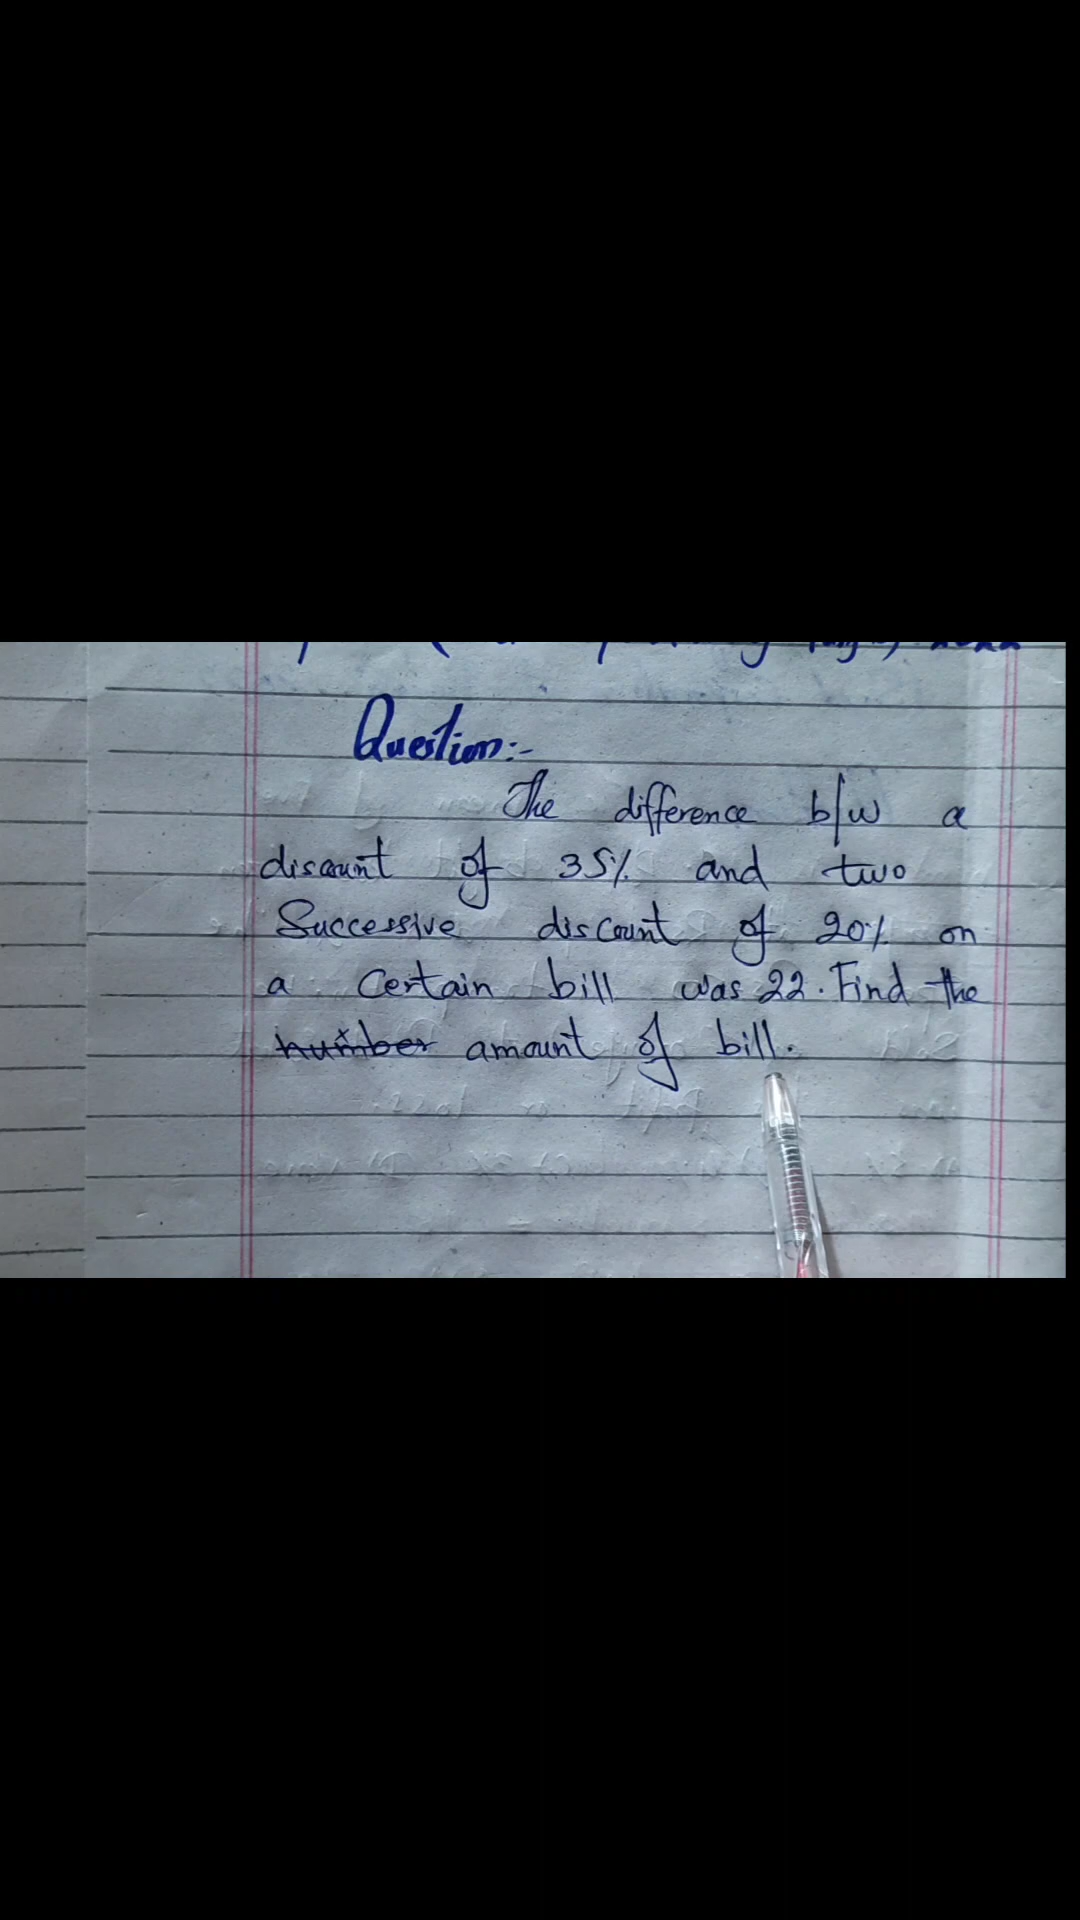 Question:-
The difference b/w a
discount of 35% and two
Successive discount of 20% on
a certain bill was 22. Find the
number amount of bill.